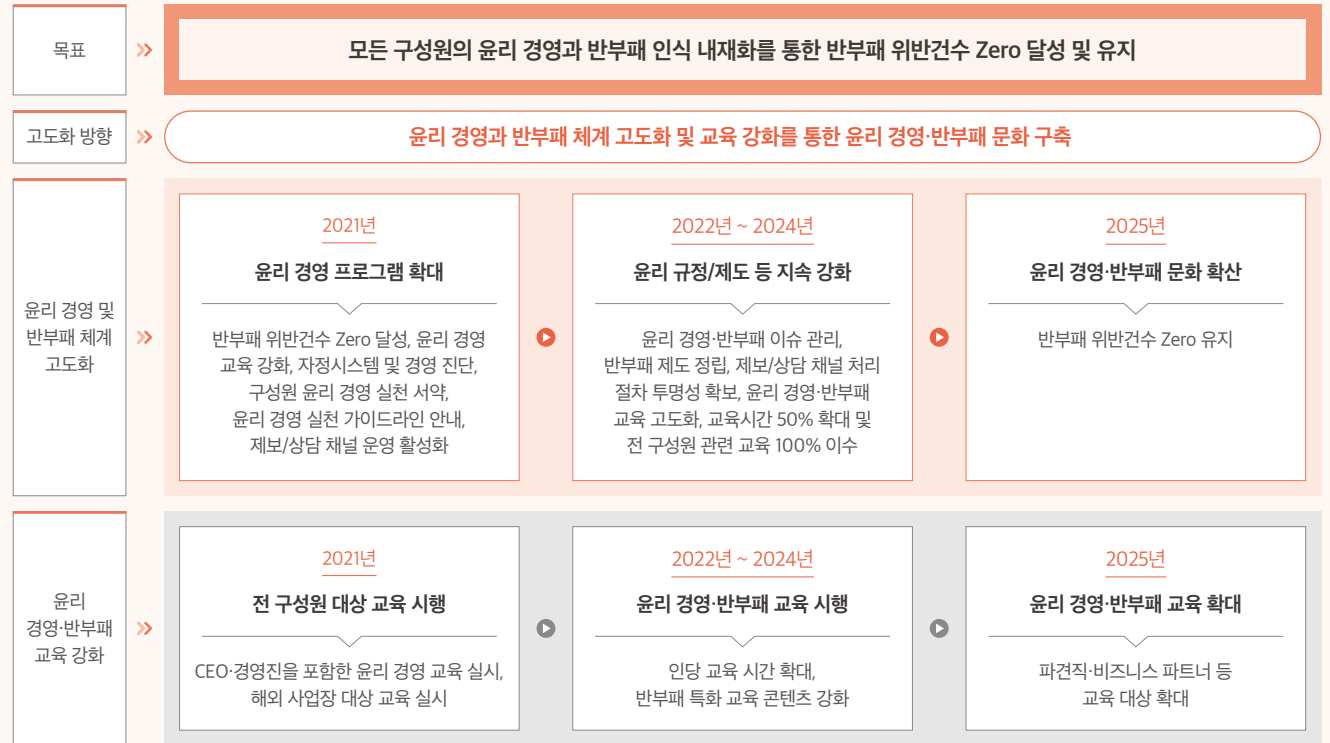 목표
모든 구성원의 윤리 경영과 반부패 인식 내재화를 통한 반부패 위반건수 Zero 달성 및 유지
고도화 방향
윤리 경영과 반부패 체계 고도화 및 교육 강화를 통한 윤리 경영·반부패 문화 구축
윤리 경영 및
반부패 체계
고도화
2021년
윤리 경영 프로그램 확대
반부패 위반건수 Zero 달성, 윤리 경영
교육 강화, 자정시스템 및 경영 진단,
구성원 윤리 경영 실천 서약,
윤리 경영 실천 가이드라인 안내,
제보/상담 채널 운영 활성화
2022년 ~ 2024년
윤리 규정/제도 등 지속 강화
윤리 경영·반부패 이슈 관리,
반부패 제도 정립, 제보/상담 채널 처리
절차 투명성 확보, 윤리 경영·반부패
교육 고도화, 교육시간 50% 확대 및
전 구성원 관련 교육 100% 이수
2025년
윤리 경영·반부패 문화 확산
반부패 위반건수 Zero 유지
윤리
경영·반부패
교육 강화
2021년
전 구성원 대상 교육 시행
CEO·경영진을 포함한 윤리 경영 교육 실시,
해외 사업장 대상 교육 실시
2022년 ~ 2024년
윤리 경영·반부패 교육 시행
인당 교육 시간 확대,
반부패 특화 교육 콘텐츠 강화
2025년
윤리 경영·반부패 교육 확대
파견직·비즈니스 파트너 등
교육 대상 확대